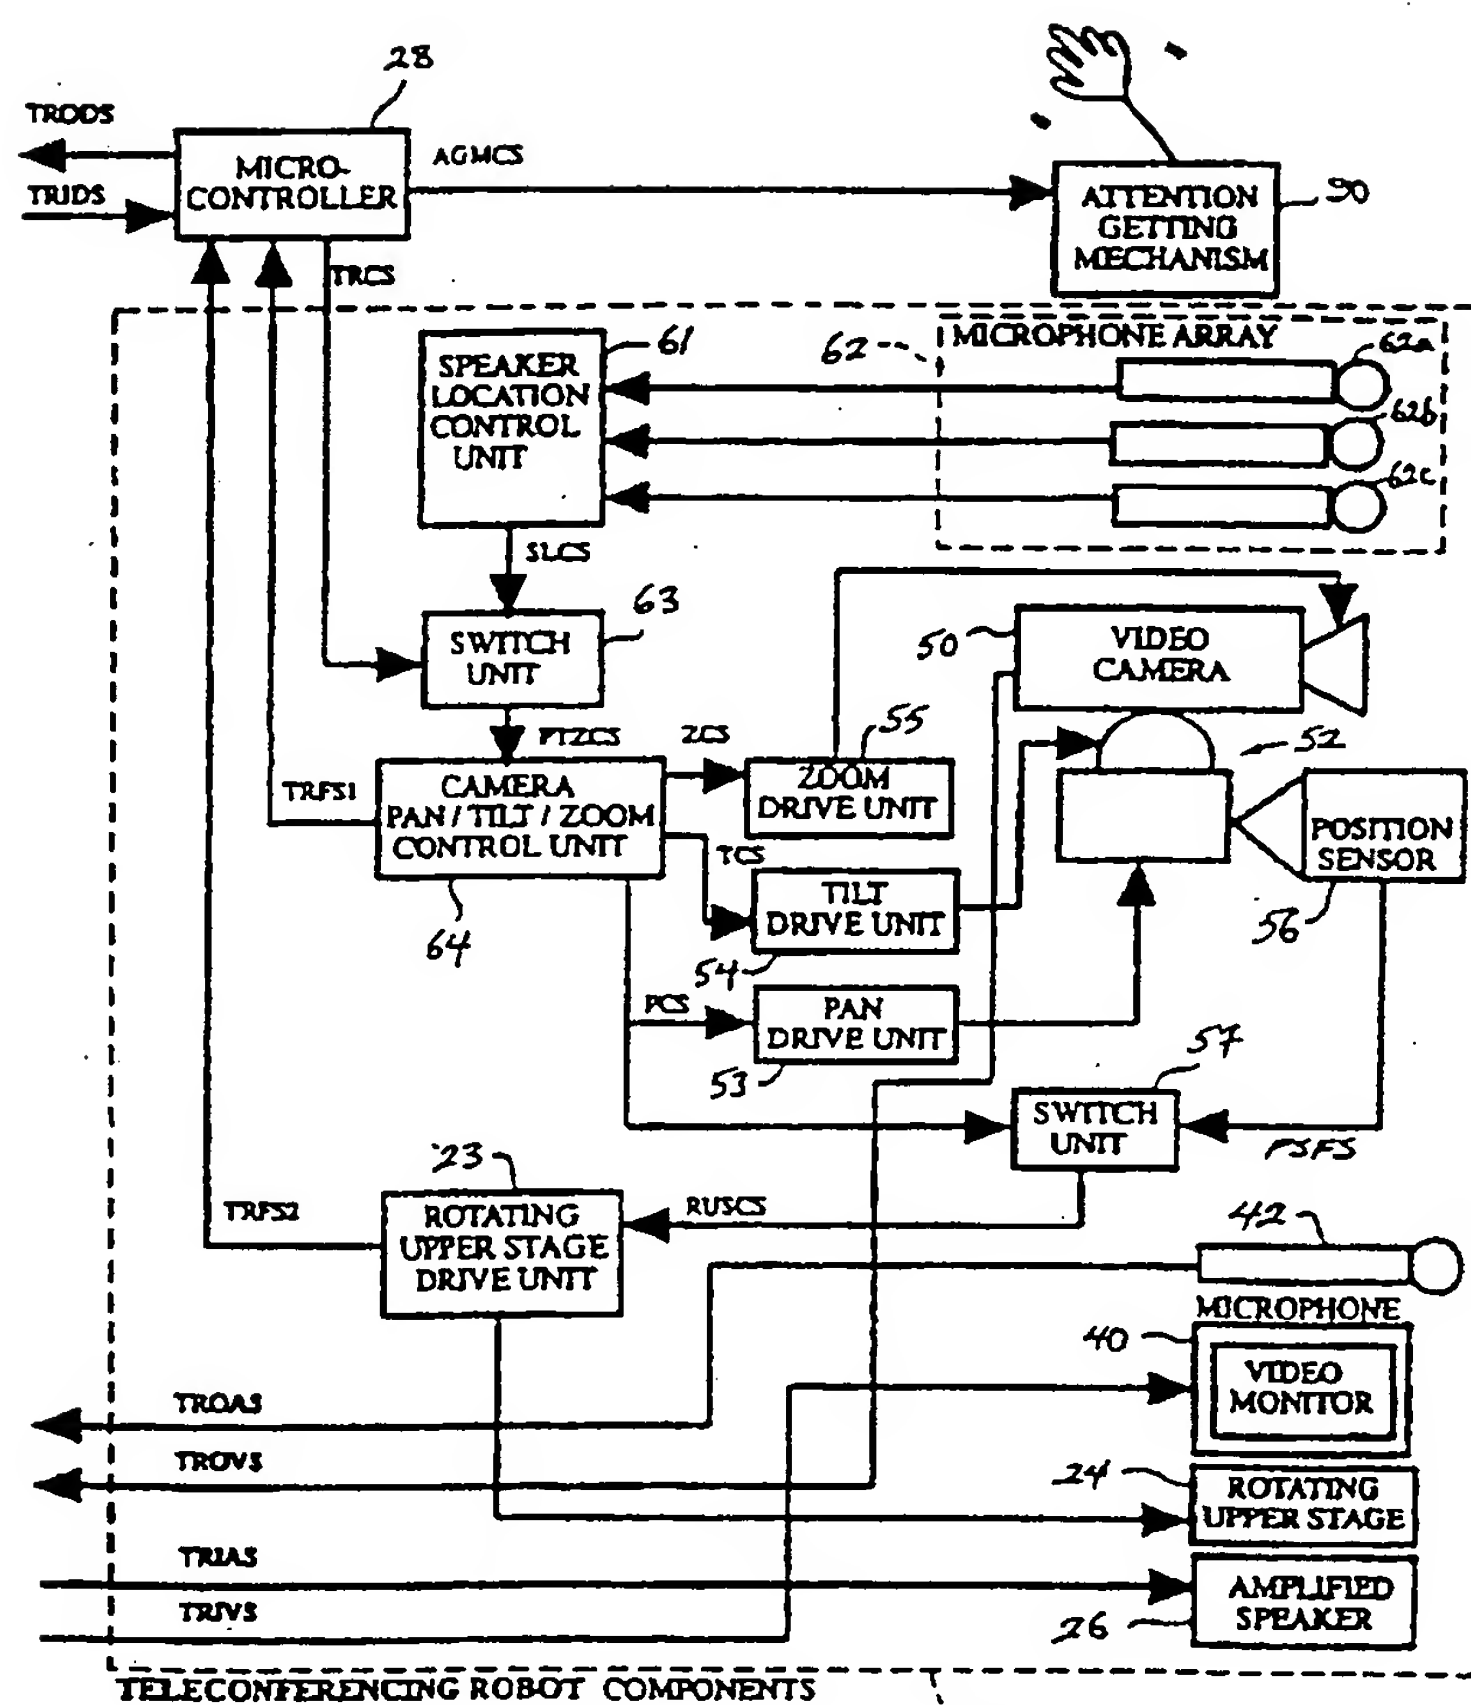 28
TRODS
MICRO-
CONTROLLER
AGMCS
TRIDS
ATTENTION
GETTING
MECHANISM
90
TRCS
MICROPHONE ARRAY
61
62
62a
SPEAKER
LOCATION
CONTROL
UNIT
62b
62c
SLCS
63
SWITCH
UNIT
50
VIDEO
CAMERA
PTZCS
ZCS
55
52
TRFS1
CAMERA
PAN / TILT / ZOOM
CONTROL UNIT
ZOOM
DRIVE UNIT
POSITION
SENSOR
TCS
TILT
DRIVE UNIT
64
54
56
PCS
PAN
DRIVE UNIT
53
57
SWITCH
UNIT
PSFS
23
TRFS2
ROTATING
UPPER STAGE
DRIVE UNIT
RUSCS
42
MICROPHONE
40
VIDEO
MONITOR
TROAS
TROVS
24
ROTATING
UPPER STAGE
TRIAS
AMPLIFIED
SPEAKER
TRIVS
26
TELECONFERENCING ROBOT COMPONENTS